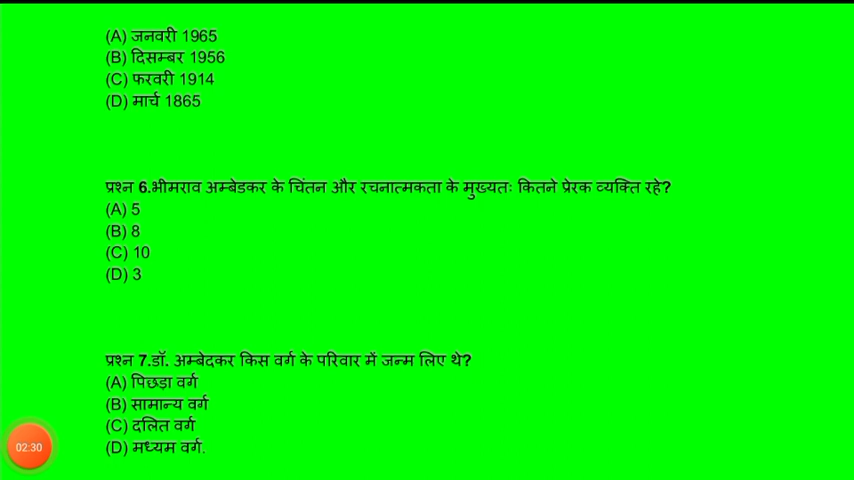 (A) जनवरी 1965
(B) दिसम्बर 1956
(C) फरवरी 1914
(D) मार्च 1865
प्रश्न 6.भीमराव अम्बेडकर के चिंतन और रचनात्मकता के मुख्यतः कितने प्रेरक व्यक्ति रहे?
(A) 5
(B) 8
(C) 10
(D) 3
प्रश्न 7.डॉ. अम्बेदकर किस वर्ग के परिवार में जन्म लिए थे?
(A) पिछड़ा वर्ग
(B) सामान्य वर्ग
(C) दलित वर्ग
(D) मध्यम वर्ग.
02:30